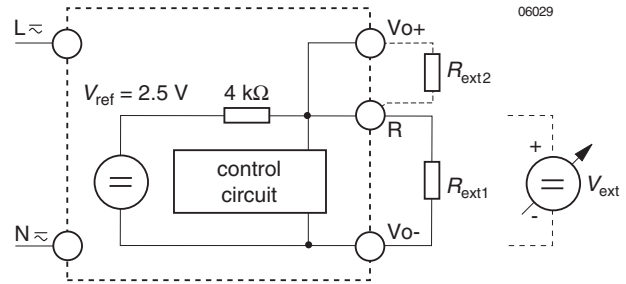 06029
L≂
Vo+
Rext2
Vref = 2.5 V
4 kΩ
R
+
control
circuit
Rext1
Vext
-
N≂
Vo-